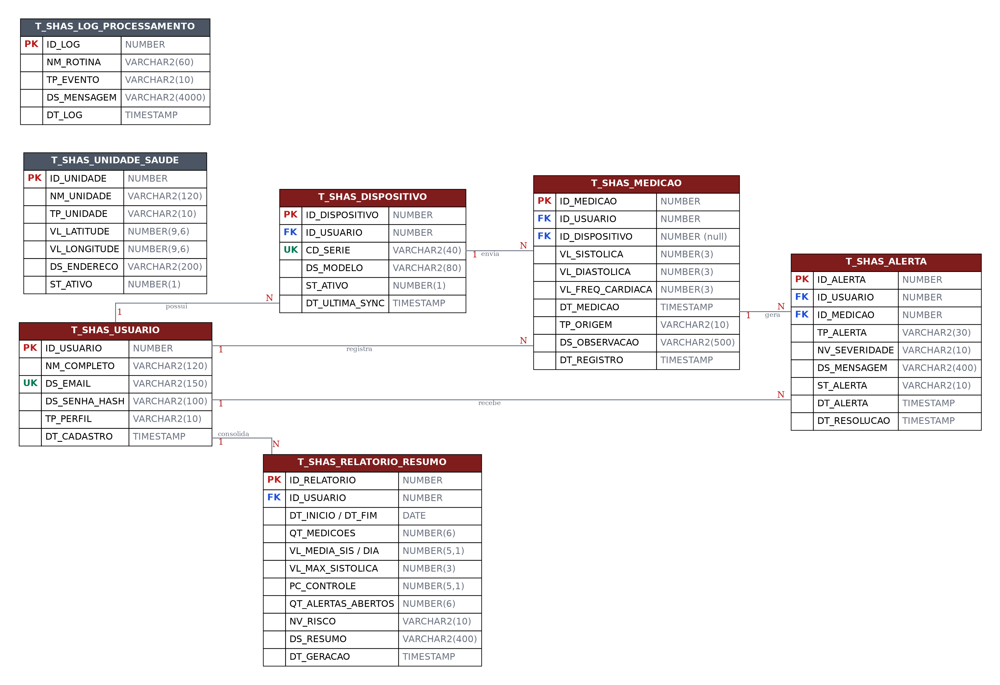 T_SHAS_LOG_PROCESSAMENTO
PK ID_LOG NUMBER
NM_ROTINA VARCHAR2(60)
TP_EVENTO VARCHAR2(10)
DS_MENSAGEM VARCHAR2(4000)
DT_LOG TIMESTAMP
T_SHAS_UNIDADE_SAUDE
PK ID_UNIDADE NUMBER
NM_UNIDADE VARCHAR2(120)
TP_UNIDADE VARCHAR2(10)
VL_LATITUDE NUMBER(9,6)
VL_LONGITUDE NUMBER(9,6)
DS_ENDERECO VARCHAR2(200)
ST_ATIVO NUMBER(1)
T_SHAS_DISPOSITIVO
PK ID_DISPOSITIVO NUMBER
FK ID_USUARIO NUMBER
UK CD_SERIE VARCHAR2(40)
DS_MODELO VARCHAR2(80)
ST_ATIVO NUMBER(1)
DT_ULTIMA_SYNC TIMESTAMP
1 envia N
T_SHAS_MEDICAO
PK ID_MEDICAO NUMBER
FK ID_USUARIO NUMBER
FK ID_DISPOSITIVO NUMBER (null)
VL_SISTOLICA NUMBER(3)
VL_DIASTOLICA NUMBER(3)
VL_FREQ_CARDIACA NUMBER(3)
DT_MEDICAO TIMESTAMP
TP_ORIGEM VARCHAR2(10)
DS_OBSERVACAO VARCHAR2(500)
DT_REGISTRO TIMESTAMP
1 gera N
T_SHAS_ALERTA
PK ID_ALERTA NUMBER
FK ID_USUARIO NUMBER
FK ID_MEDICAO NUMBER
TP_ALERTA VARCHAR2(30)
NV_SEVERIDADE VARCHAR2(10)
DS_MENSAGEM VARCHAR2(400)
ST_ALERTA VARCHAR2(10)
DT_ALERTA TIMESTAMP
DT_RESOLUCAO TIMESTAMP
1 possui N
T_SHAS_USUARIO
PK ID_USUARIO NUMBER
NM_COMPLETO VARCHAR2(120)
UK DS_EMAIL VARCHAR2(150)
DS_SENHA_HASH VARCHAR2(100)
TP_PERFIL VARCHAR2(10)
DT_CADASTRO TIMESTAMP
1 registra N
1 recebe N
1 consolida N
T_SHAS_RELATORIO_RESUMO
PK ID_RELATORIO NUMBER
FK ID_USUARIO NUMBER
DT_INICIO / DT_FIM DATE
QT_MEDICOES NUMBER(6)
VL_MEDIA_SIS / DIA NUMBER(5,1)
VL_MAX_SISTOLICA NUMBER(3)
PC_CONTROLE NUMBER(5,1)
QT_ALERTAS_ABERTOS NUMBER(6)
NV_RISCO VARCHAR2(10)
DS_RESUMO VARCHAR2(400)
DT_GERACAO TIMESTAMP